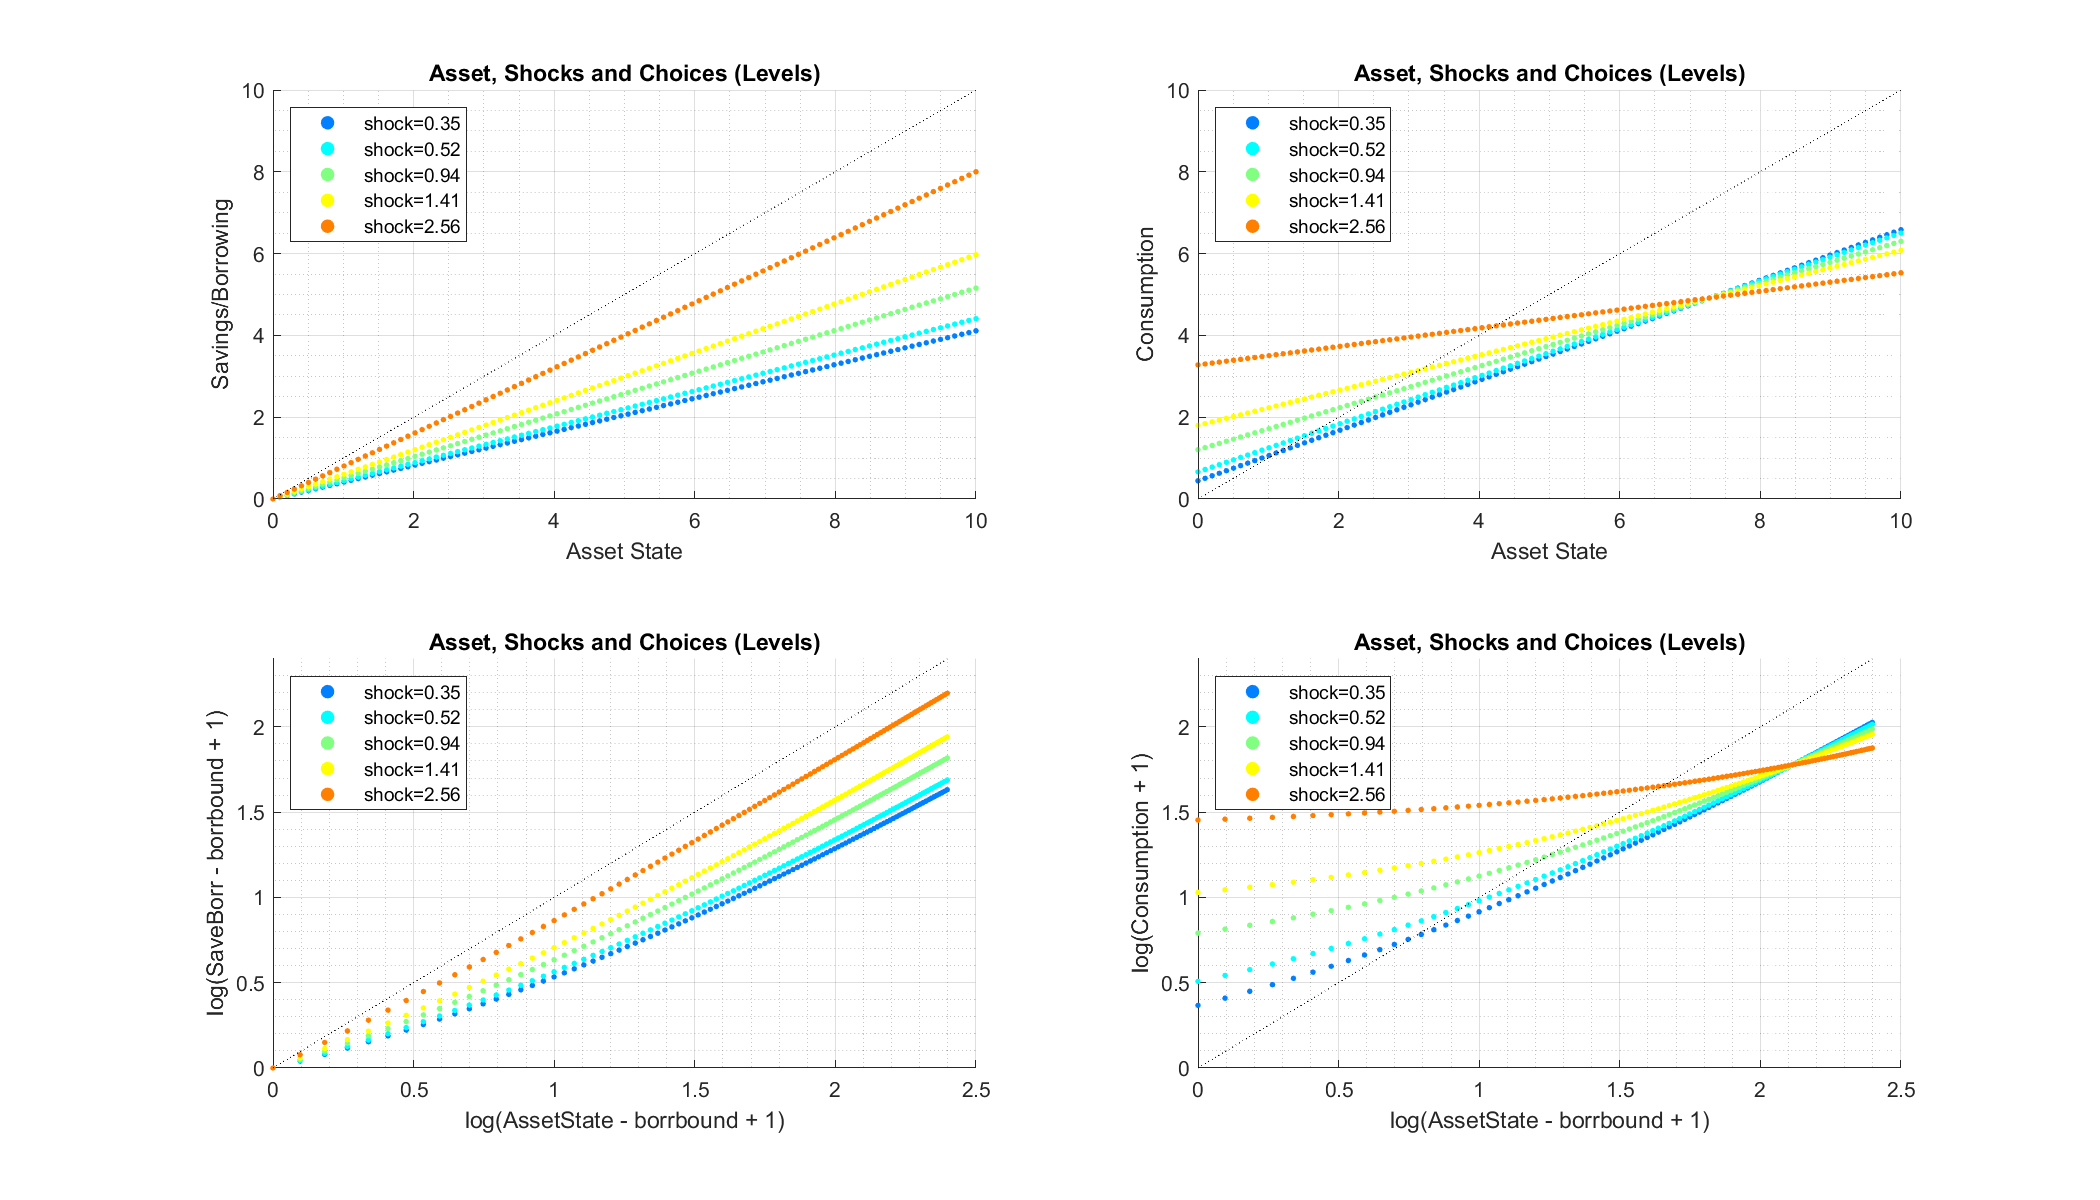 Asset, Shocks and Choices (Levels)
10
8
6
4
2
0
Savings/Borrowing
shock=0.35
shock=0.52
shock=0.94
shock=1.41
shock=2.56
0 2 4 6 8 10
Asset State
Asset, Shocks and Choices (Levels)
10
8
6
4
2
0
Consumption
shock=0.35
shock=0.52
shock=0.94
shock=1.41
shock=2.56
0 2 4 6 8 10
Asset State
Asset, Shocks and Choices (Levels)
2
1.5
1
0.5
0
log(SaveBorr - borrbound + 1)
shock=0.35
shock=0.52
shock=0.94
shock=1.41
shock=2.56
0 0.5 1 1.5 2 2.5
log(AssetState - borrbound + 1)
Asset, Shocks and Choices (Levels)
2
1.5
1
0.5
0
log(Consumption + 1)
shock=0.35
shock=0.52
shock=0.94
shock=1.41
shock=2.56
0 0.5 1 1.5 2 2.5
log(AssetState - borrbound + 1)